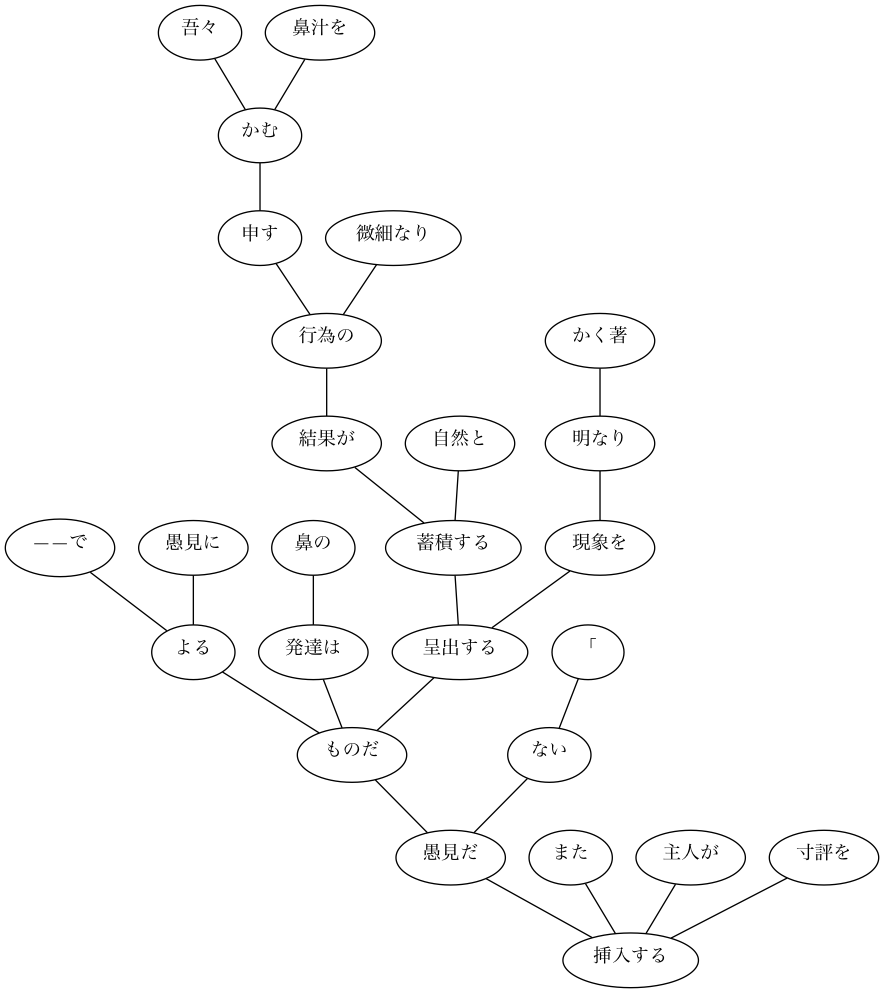 吾々 鼻汁を
かむ
申す 微細なり
行為の かく著
結果が 自然と 明なり
——で 愚見に 鼻の 蓄積する 現象を
よる 発達は 呈出する 「
ものだ ない
愚見だ また 主人が 寸評を
挿入する